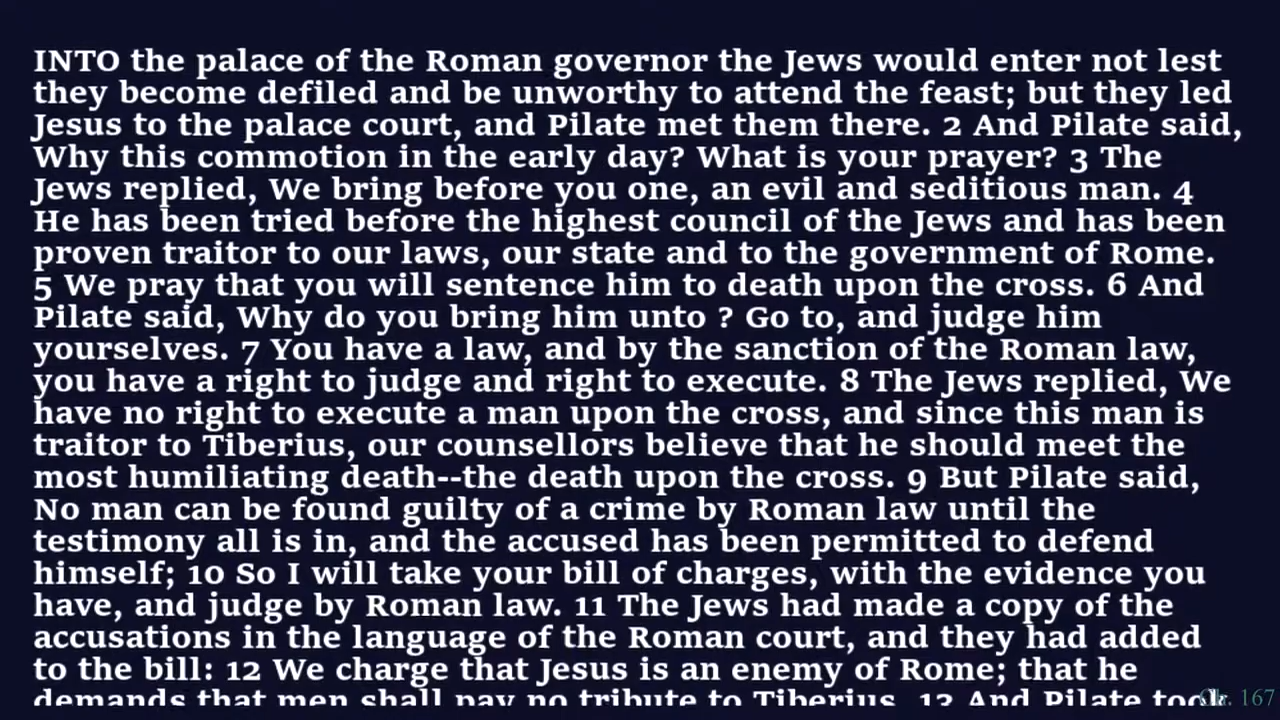 INTO the palace of the Roman governor the Jews would enter not lest
they become defiled and be unworthy to attend the feast; but they led
Jesus to the palace court, and Pilate met them there. 2 And Pilate said,
Why this commotion in the early day? What is your prayer? 3 The
Jews replied, We bring before you one, an evil and seditious man. 4
He has been tried before the highest council of the Jews and has been
proven traitor to our laws, our state and to the government of Rome.
5 We pray that you will sentence him to death upon the cross. 6 And
Pilate said, Why do you bring him unto ? Go to, and judge him
yourselves. 7 You have a law, and by the sanction of the Roman law,
you have a right to judge and right to execute. 8 The Jews replied, We
have no right to execute a man upon the cross, and since this man is
traitor to Tiberius, our counsellors believe that he should meet the
most humiliating death--the death upon the cross. 9 But Pilate said,
No man can be found guilty of a crime by Roman law until the
testimony all is in, and the accused has been permitted to defend
himself; 10 So I will take your bill of charges, with the evidence you
have, and judge by Roman law. 11 The Jews had made a copy of the
accusations in the language of the Roman court, and they had added
to the bill: 12 We charge that Jesus is an enemy of Rome; that he
demands that men shall pay no tribute to Tiberius. 13 And Pilate took
Ch. 167